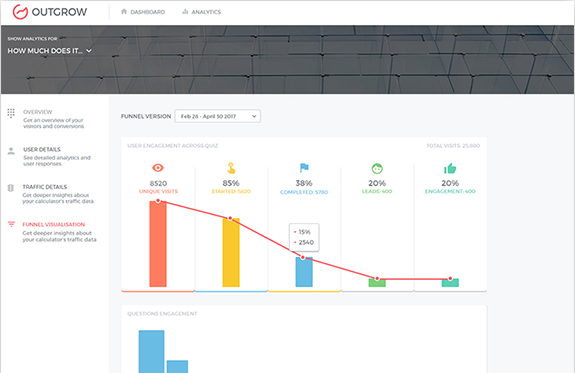 OUTGROW
DASHBOARD
ANALYTICS
SHOW ANALYTICS FOR
HOW MUCH DOES IT...
OVERVIEW
Get an overview of your
visitors and conversions.
USER DETAILS
See detailed analytics and
user responses.
TRAFFIC DETAILS
Get deeper insights about
your calculasor's traffic data.
FUNNEL VISUALISATION
Get deeper insights about
your calculator's traffic data
FUNNEL VERSION
Feb 28 - April 30 2017
USER ENGAGEMENT ACROSS QUIZ
TOTAL VISITS: 25,900
8520
UNIQUE VISITS
85%
STARTED: 5620
38%
COMPLETED: 5790
20%
LEADS: 400
20%
ENGAGEMENT: 400
15%
2540
QUESTIONS ENGAGEMENT